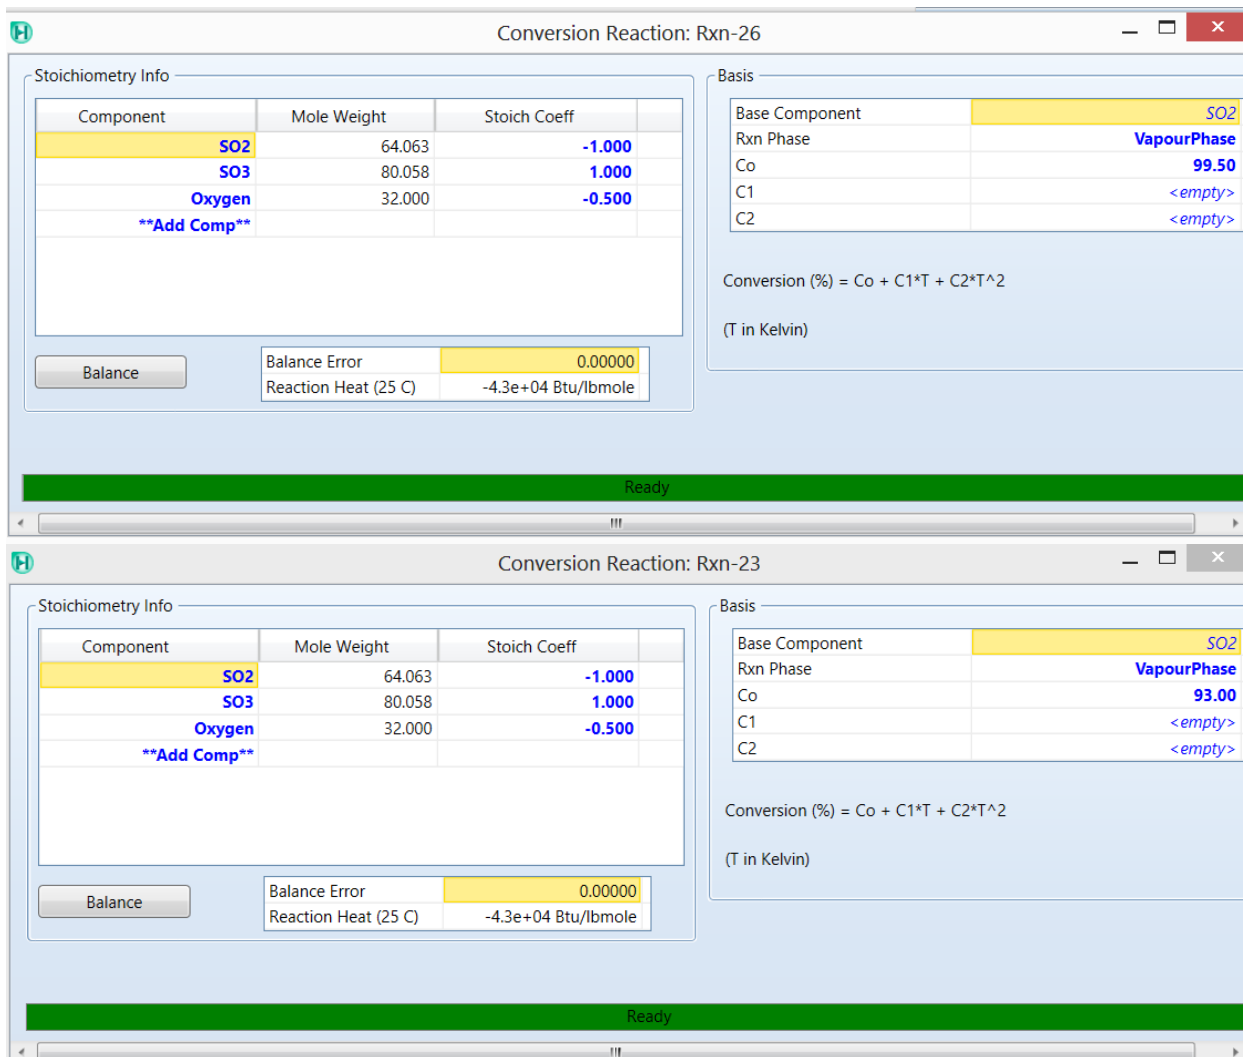 Conversion Reaction: Rxn-26
Stoichiometry Info
Component Mole Weight Stoich Coeff
SO2 64.063 -1.000
SO3 80.058 1.000
Oxygen 32.000 -0.500
**Add Comp**
Balance
Balance Error 0.00000
Reaction Heat (25 C) -4.3e+04 Btu/lbmole
Basis
Base Component SO2
Rxn Phase VapourPhase
Co 99.50
C1 <empty>
C2 <empty>
Conversion (%) = Co + C1*T + C2*T^2
(T in Kelvin)
Ready
Conversion Reaction: Rxn-23
Stoichiometry Info
Component Mole Weight Stoich Coeff
SO2 64.063 -1.000
SO3 80.058 1.000
Oxygen 32.000 -0.500
**Add Comp**
Balance
Balance Error 0.00000
Reaction Heat (25 C) -4.3e+04 Btu/lbmole
Basis
Base Component SO2
Rxn Phase VapourPhase
Co 93.00
C1 <empty>
C2 <empty>
Conversion (%) = Co + C1*T + C2*T^2
(T in Kelvin)
Ready